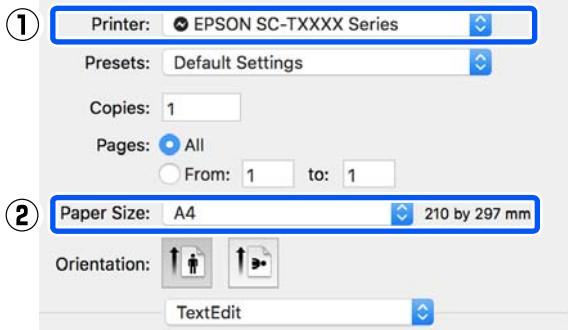 ① Printer: EPSON SC-TXXXX Series
Presets: Default Settings
Copies: 1
Pages: All
From: 1 to: 1
② Paper Size: A4 210 by 297 mm
Orientation:
TextEdit